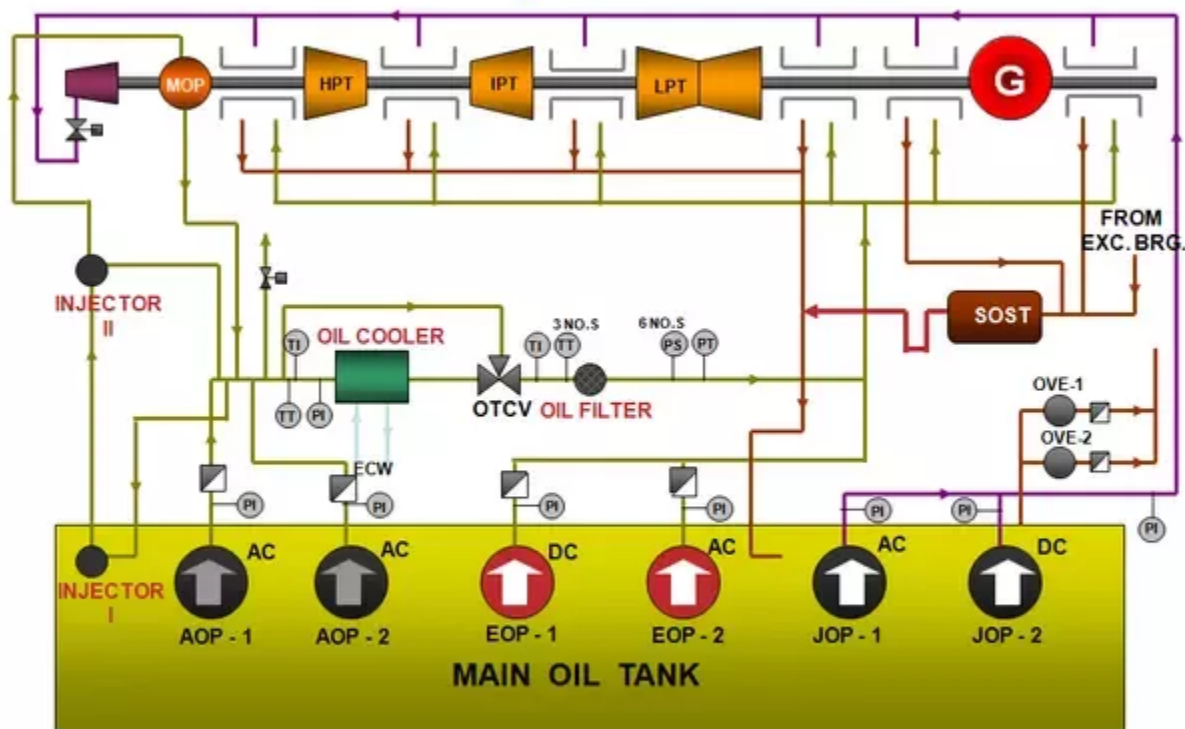 MOP
HPT
IPT
LPT
G
FROM
EXC. BRG.
INJECTOR
II
OIL COOLER
3 NO.S
6 NO.S
SOST
TI
TI
TT
PS
PT
TT
PI
OTCV
OIL FILTER
OVE-1
OVE-2
ECW
PI
PI
PI
PI
PI
PI
PI
INJECTOR
I
AC
AC
DC
AC
AC
DC
AOP - 1
AOP - 2
EOP - 1
EOP - 2
JOP - 1
JOP - 2
MAIN OIL TANK